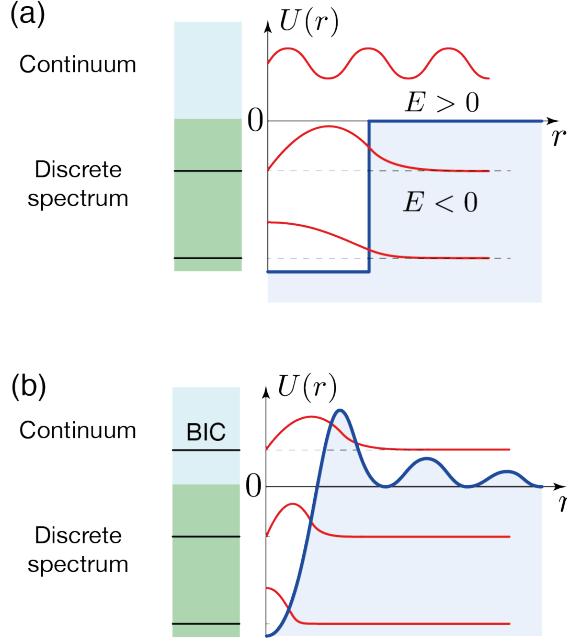 (a)
U(r)
Continuum
E > 0
0
r
Discrete
spectrum
E < 0
(b)
U(r)
Continuum
BIC
0
r
Discrete
spectrum